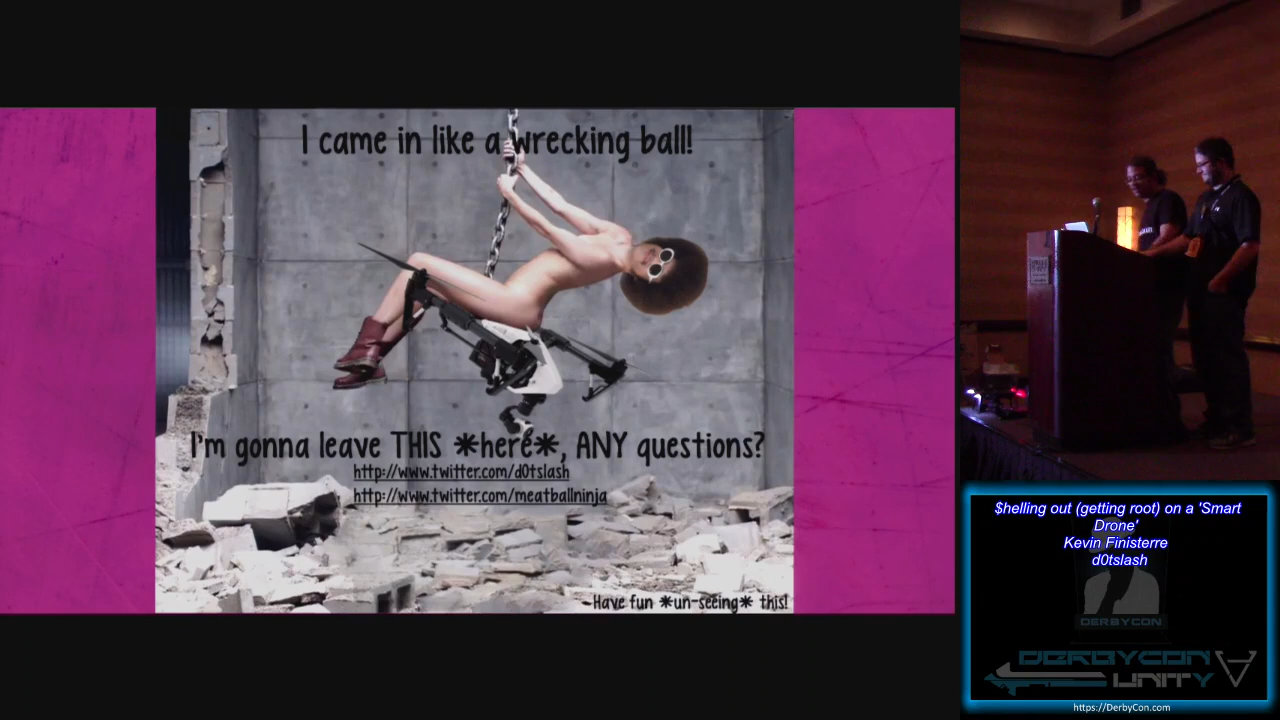 I came in like a wrecking ball!
I'm gonna leave THIS *here*, ANY questions?
http://www.twitter.com/d0tslash
http://www.twitter.com/meatballninja
Have fun *un-seeing* this!
$helling out (getting root) on a 'Smart
Drone'
Kevin Finisterre
d0tslash
DERBYCON
DERBYCON
UNITY
https://DerbyCon.com